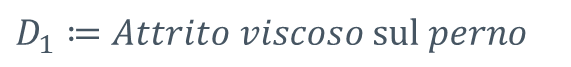 D₁ := Attrito viscoso sul perno